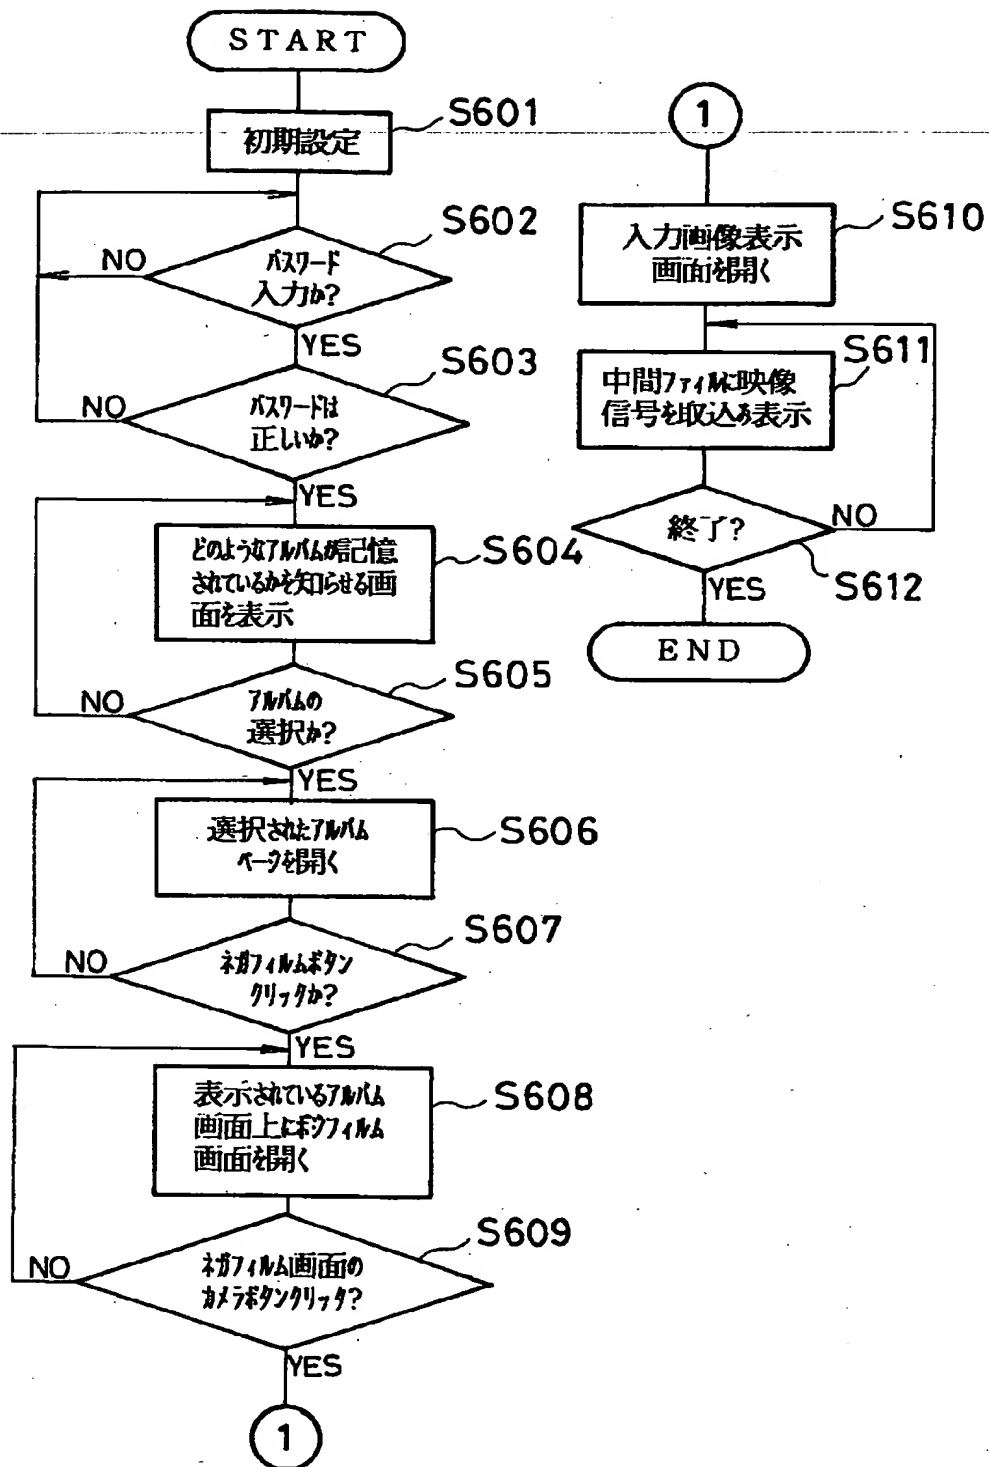 START
S601
初期設定
S602
NO
パスワード
入力か?
YES
S603
NO
パスワードは
正しいか?
YES
S604
どのようなアルバムが記憶
されているかを知らせる画
面を表示
S605
NO
アルバムの
選択か?
YES
S606
選択されたアルバム
ページを開く
S607
NO
ネガフィルムボタン
クリックか?
YES
S608
表示されているアルバム
画面上にポジフィルム
画面を開く
S609
NO
ネガフィルム画面の
カメラボタンクリック?
YES
1
1
S610
入力画像表示
画面を開く
S611
中間ファイルに映像
信号を取込み表示
終了?
NO
S612
YES
END